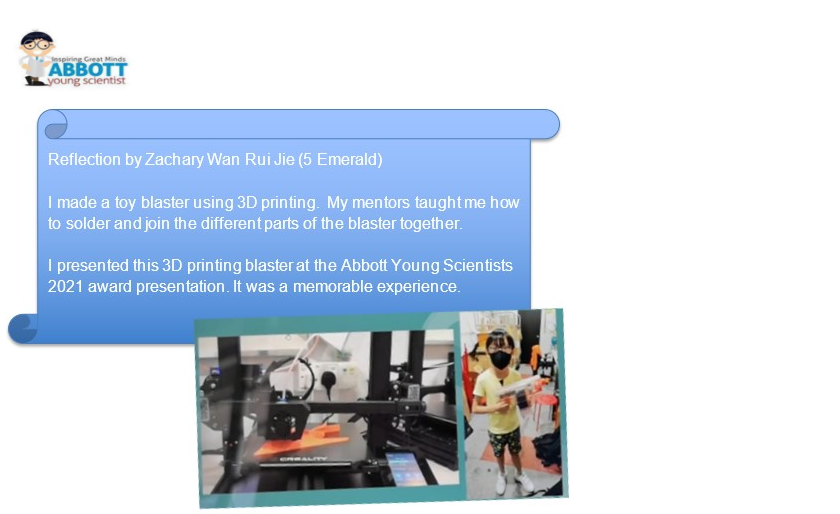 Inspiring Great Minds
ABBOTT
young scientist
Reflection by Zachary Wan Rui Jie (5 Emerald)
I made a toy blaster using 3D printing. My mentors taught me how
to solder and join the different parts of the blaster together.
I presented this 3D printing blaster at the Abbott Young Scientists
2021 award presentation. It was a memorable experience.
CREALITY